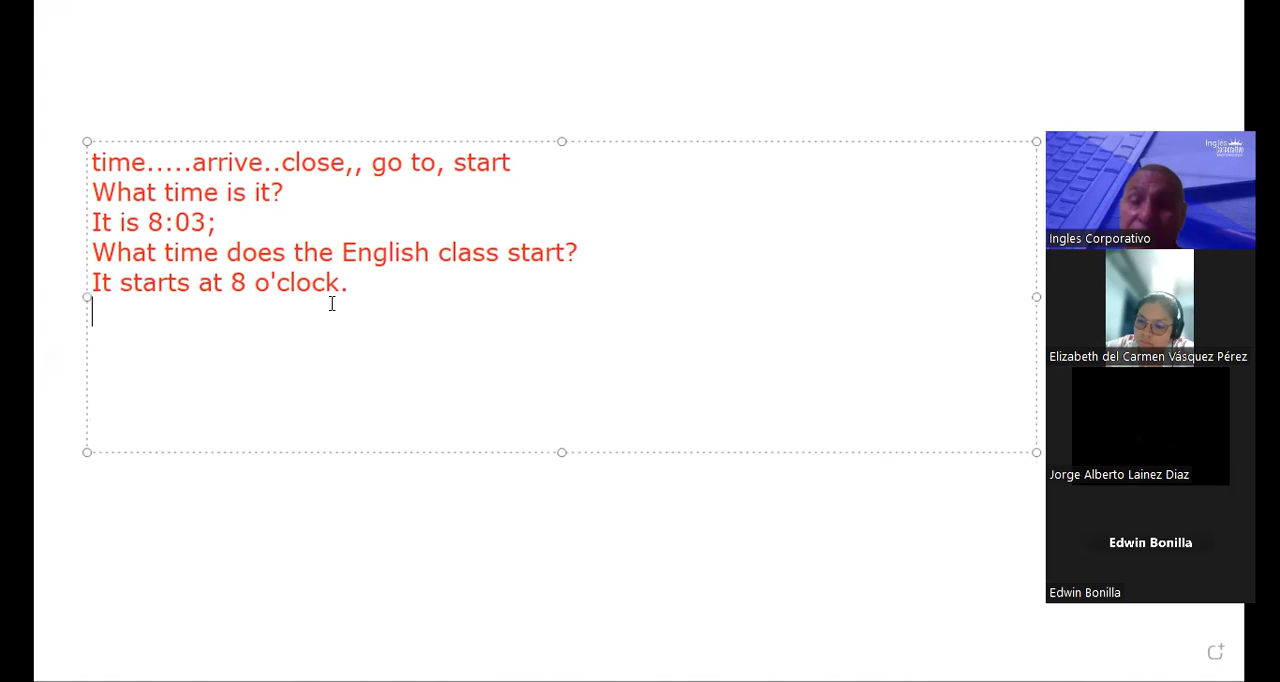 time.....arrive..close,, go to, start
What time is it?
It is 8:03;
What time does the English class start?
It starts at 8 o'clock.
Ingles
Ingles Corporativo
Elizabeth del Carmen Vásquez Pérez
Jorge Alberto Lainez Diaz
Edwin Bonilla
Edwin Bonilla